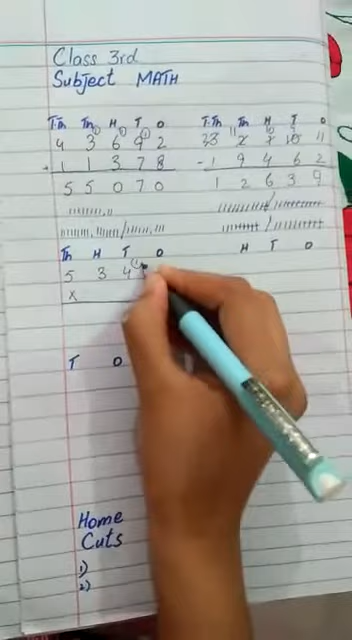 Class 3rd
Subject MATH
T.Th Th H T O
4 3 6 9 2
+ 1 1 3 7 8
5 5 0 7 0
T.Th Th H T O
- 1 9 4 6 2
1 2 6 3 9
Th H T O
5 3 4
x
H T O
T O
Home
Cuts
1)
2)